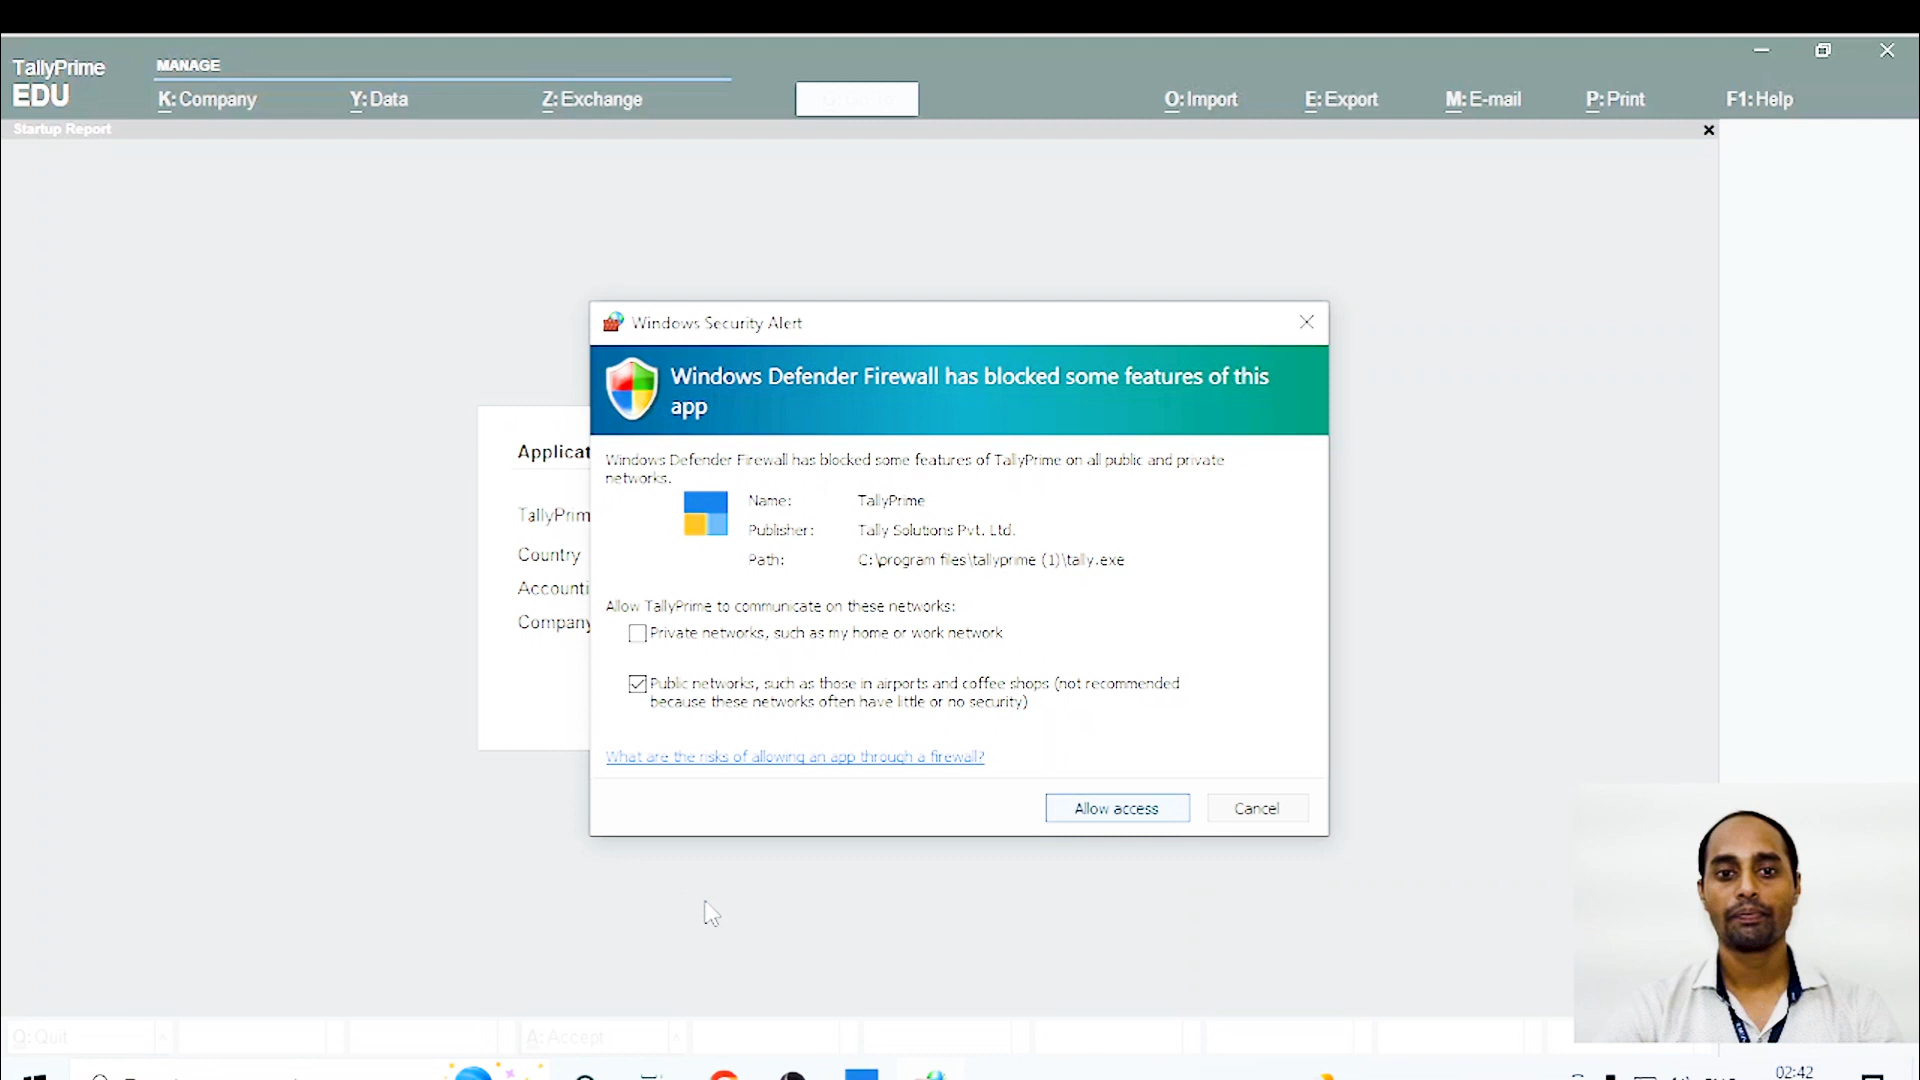 TallyPrime
EDU
MANAGE
K: Company
Y: Data
Z: Exchange
O: Import
E: Export
M: E-mail
P: Print
F1: Help
Startup Report
Windows Security Alert
Windows Defender Firewall has blocked some features of this
app
Applicat
Windows Defender Firewall has blocked some features of TallyPrime on all public and private
networks.
Name: TallyPrime
TallyPrim
Publisher: Tally Solutions Pvt. Ltd.
Country
Path: C:\program files\tallyprime (1)\tally.exe
Accounti
Allow TallyPrime to communicate on these networks:
Company
Private networks, such as my home or work network
Public networks, such as those in airports and coffee shops (not recommended
because these networks often have little or no security)
What are the risks of allowing an app through a firewall?
Allow access
Cancel
Q: Quit
A: Accept
02:42